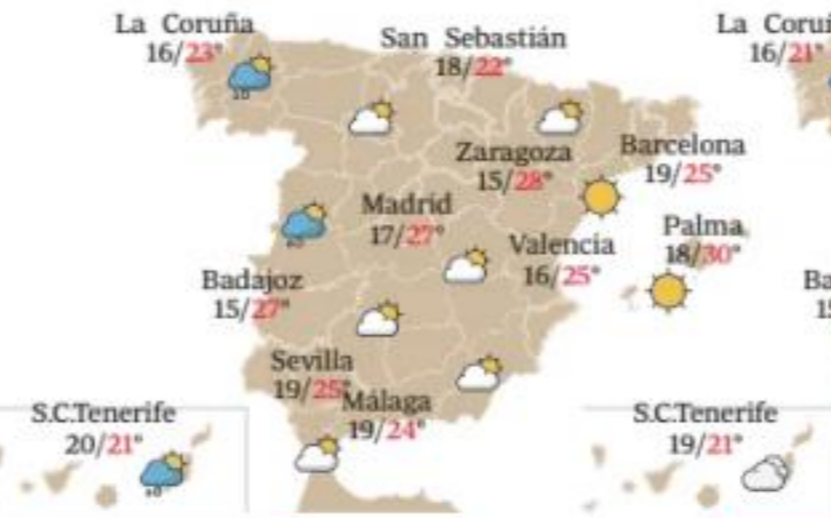 La Coruña
16/23°
San Sebastián
18/22°
Zaragoza
15/28°
Barcelona
19/25°
Madrid
17/27°
Valencia
16/25°
Palma
18/30°
Badajoz
15/27°
Sevilla
19/25°
Málaga
19/24°
S.C.Tenerife
20/21°
La Coru
16/21°
Ba
S.C.Tenerife
19/21°